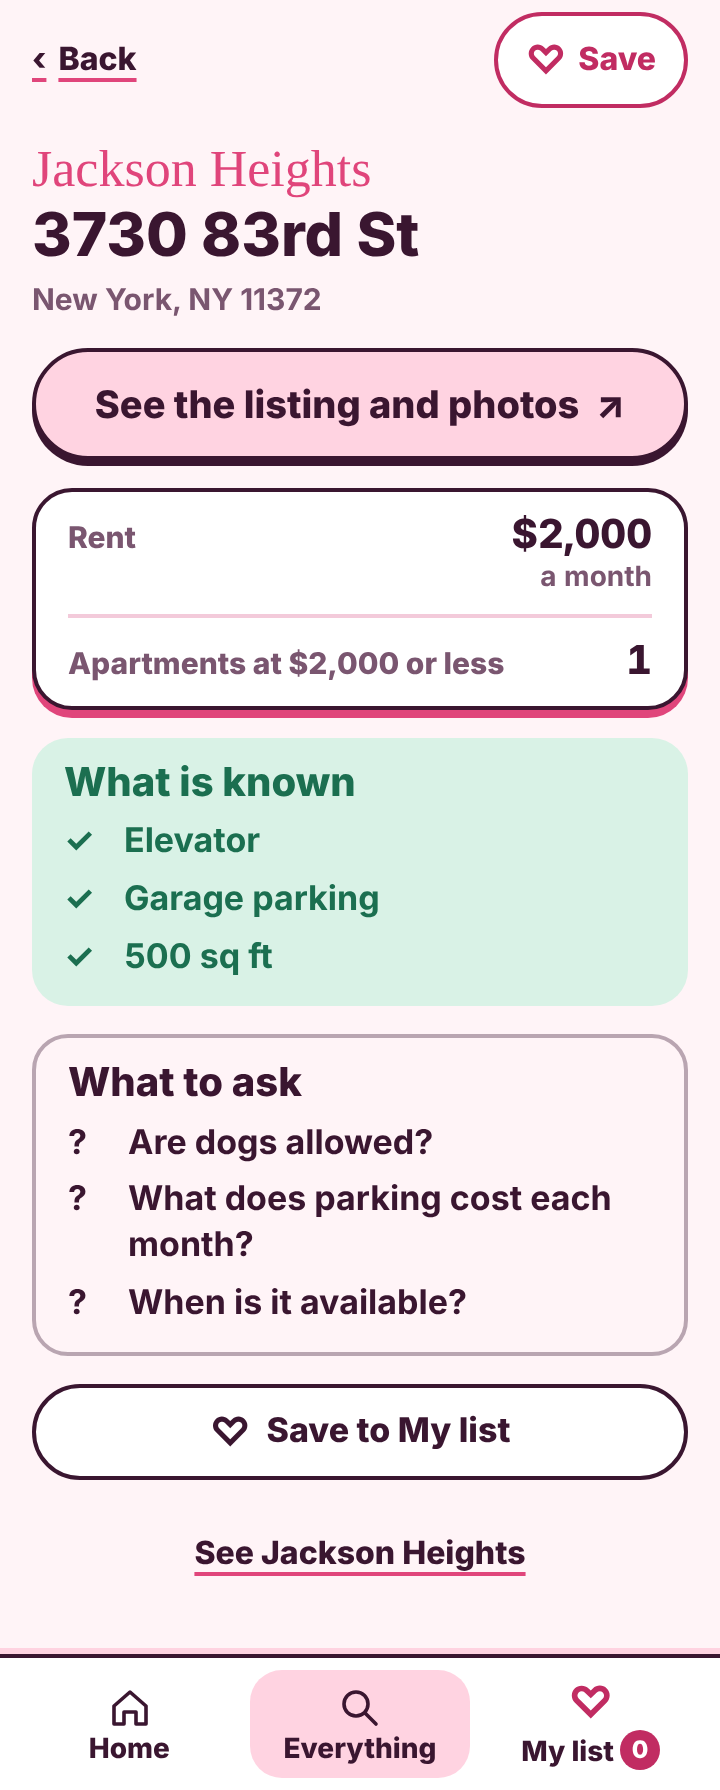 ‹ Back
Save
Jackson Heights
3730 83rd St
New York, NY 11372
See the listing and photos ↗
Rent
$2,000
a month
Apartments at $2,000 or less
1
What is known
✓ Elevator
✓ Garage parking
✓ 500 sq ft
What to ask
? Are dogs allowed?
? What does parking cost each
month?
? When is it available?
Save to My list
See Jackson Heights
Home
Everything
My list 0